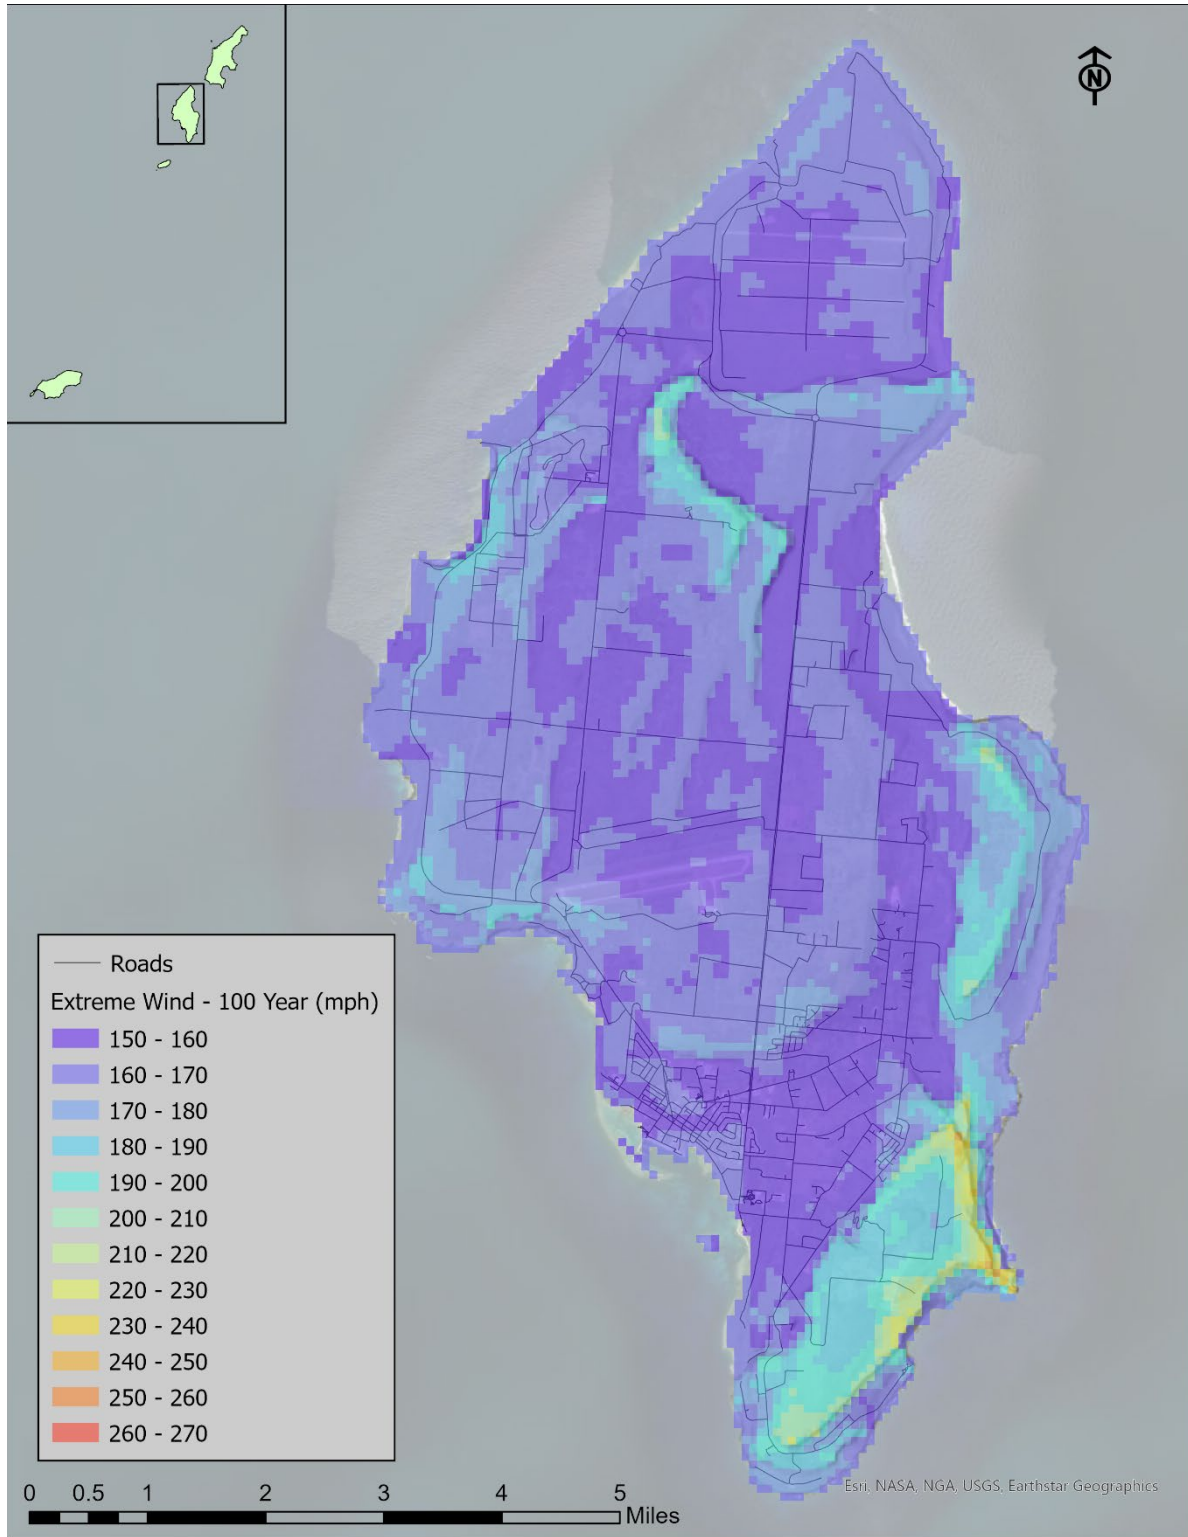 N
Roads
Extreme Wind - 100 Year (mph)
150 - 160
160 - 170
170 - 180
180 - 190
190 - 200
200 - 210
210 - 220
220 - 230
230 - 240
240 - 250
250 - 260
260 - 270
Esri, NASA, NGA, USGS, Earthstar Geographics
0 0.5 1 2 3 4 5
Miles